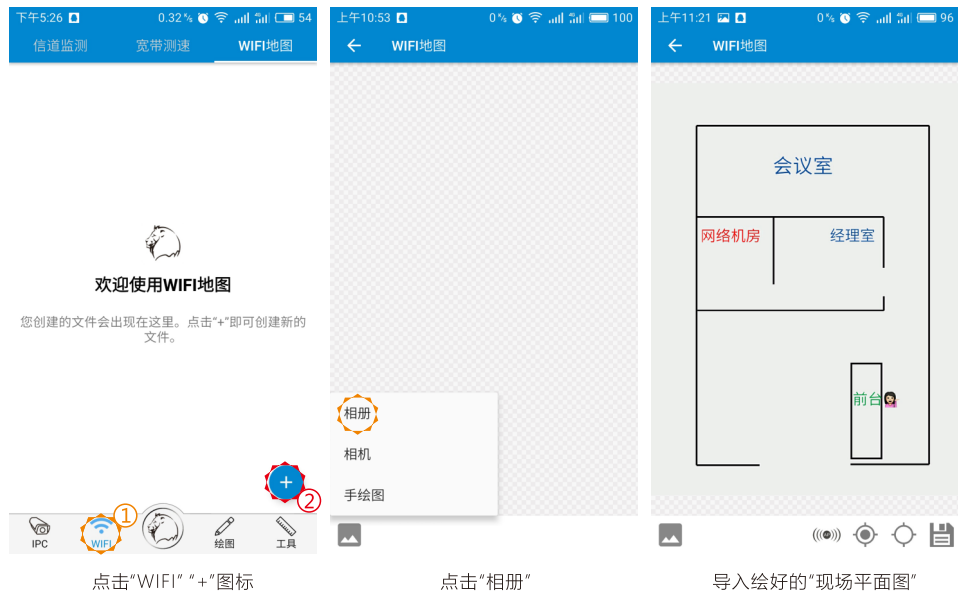 下午5:26
0.32 K/s 4G 54
信道监测 宽带测速 WIFI地图
欢迎使用WIFI地图
您创建的文件会出现在这里。点击“+”即可创建新的
文件。
+
②
①
IPC WIFI 绘图 工具
点击“WIFI” “+”图标
上午10:53
0 K/s 4G 100
WIFI地图
相册
相机
手绘图
点击“相册”
上午11:21
0 K/s 4G 96
WIFI地图
会议室
网络机房 经理室
前台
导入绘好的“现场平面图”